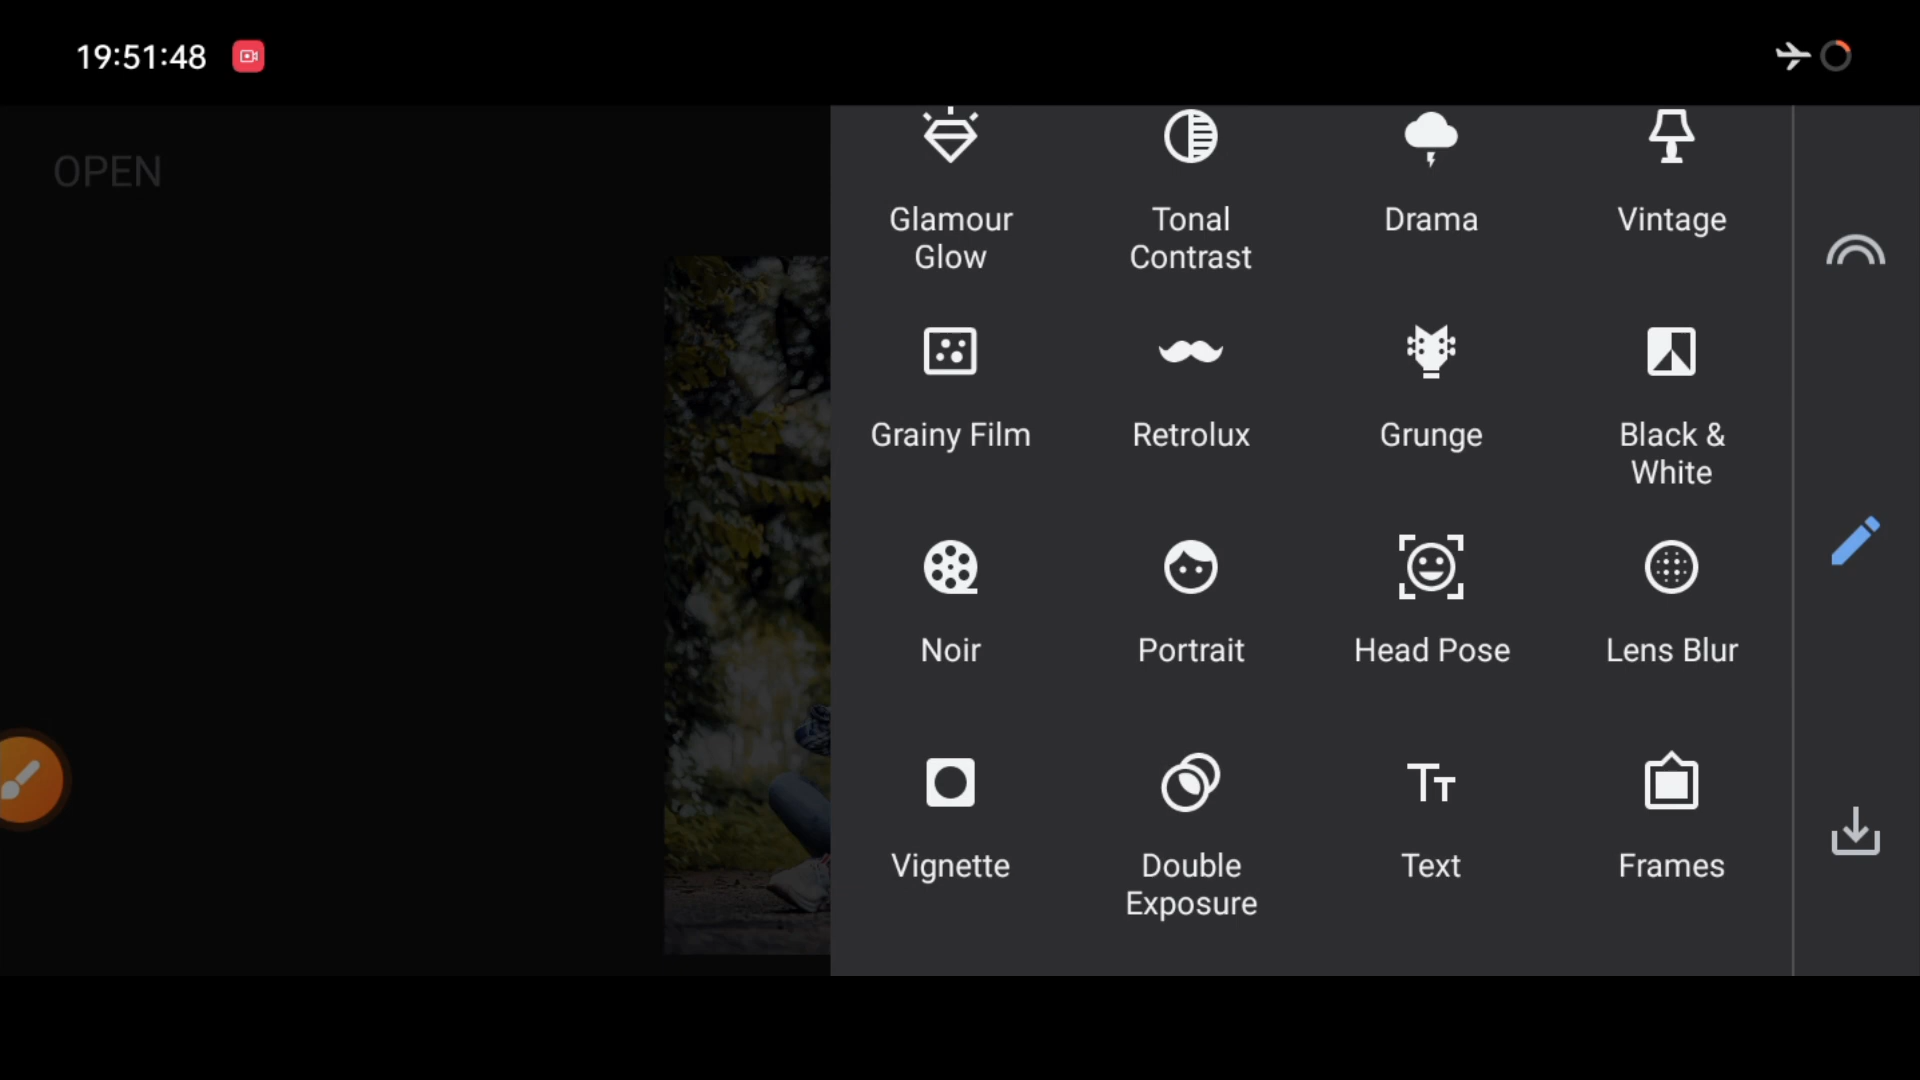 19:51:48
OPEN
Glamour
Glow
Tonal
Contrast
Drama
Vintage
Grainy Film
Retrolux
Grunge
Black &
White
Noir
Portrait
Head Pose
Lens Blur
Vignette
Double
Exposure
Text
Frames